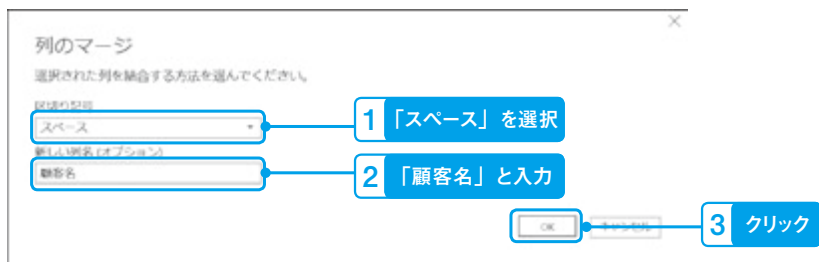 列のマージ
選択された列を結合する方法を選んでください。
区切り記号
スペース
1 「スペース」を選択
新しい列名 (オプション)
顧客名
2 「顧客名」と入力
OK
キャンセル
3 クリック